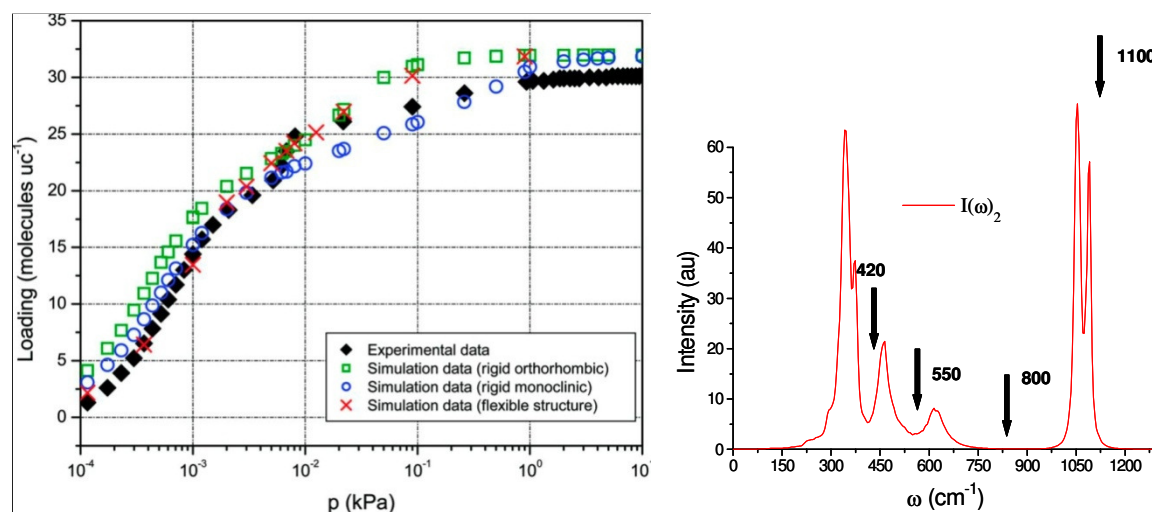 35
30
25
20
15
10
5
0
Loading (molecules uc⁻¹)
Experimental data
Simulation data (rigid orthorhombic)
Simulation data (rigid monoclinic)
Simulation data (flexible structure)
10⁻⁴ 10⁻³ 10⁻² 10⁻¹ 10⁰ 10
p (kPa)
1100
60
50
40
30
20
10
0
Intensity (au)
I(ω)₂
420
550
800
0 150 300 450 600 750 900 1050 1200
ω (cm⁻¹)